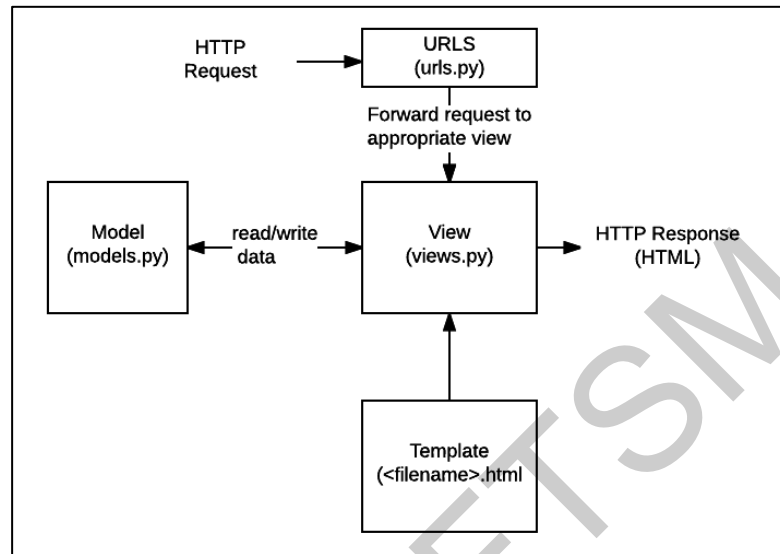 HTTP
Request
URLS
(urls.py)
Forward request to
appropriate view
Model
(models.py)
read/write
data
View
(views.py)
HTTP Response
(HTML)
Template
(<filename>.html
FTSM